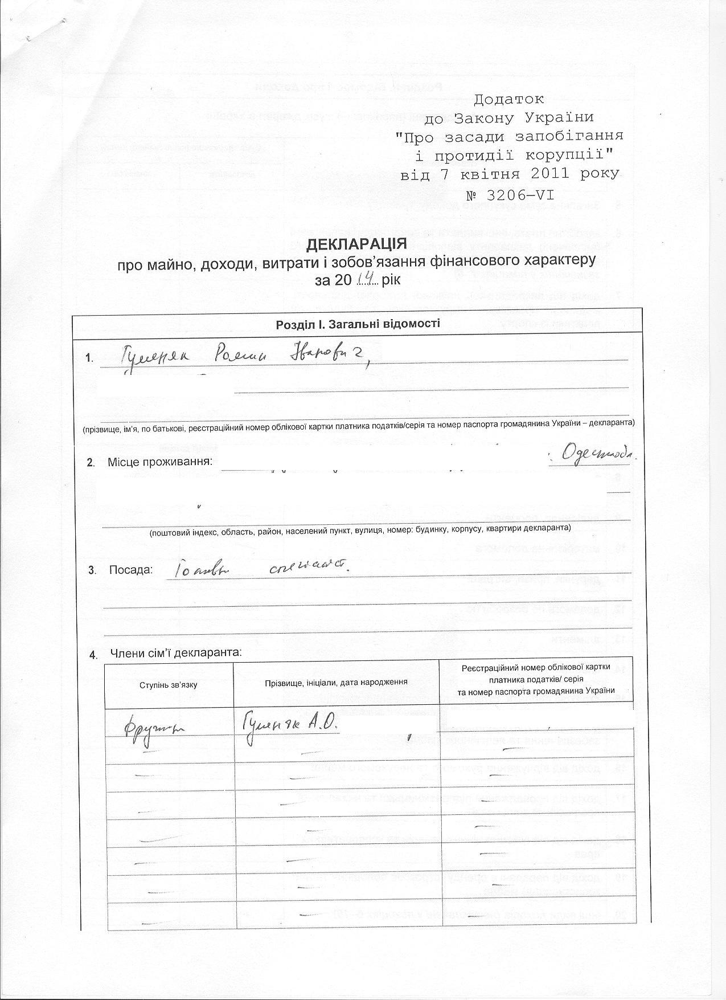 Додаток
до Закону України
"Про засади запобігання
і протидії корупції"
від 7 квітня 2011 року
№ 3206-VI
ДЕКЛАРАЦІЯ
про майно, доходи, витрати і зобов'язання фінансового характеру
за 2014 рік
Розділ І. Загальні відомості
1. Гуменяк Роман Іванович,
(прізвище, ім'я, по батькові, реєстраційний номер облікової картки платника податків/серія та номер паспорта громадянина України – декларанта)
2. Місце проживання: Одеська обл.
(поштовий індекс, область, район, населений пункт, вулиця, номер: будинку, корпусу, квартири декларанта)
3. Посада: Головн. спеціаліст.
4. Члени сім'ї декларанта:
Ступінь зв'язку
Прізвище, ініціали, дата народження
Реєстраційний номер облікової картки
платника податків/ серія
та номер паспорта громадянина України
дружина Гуменяк А.О.